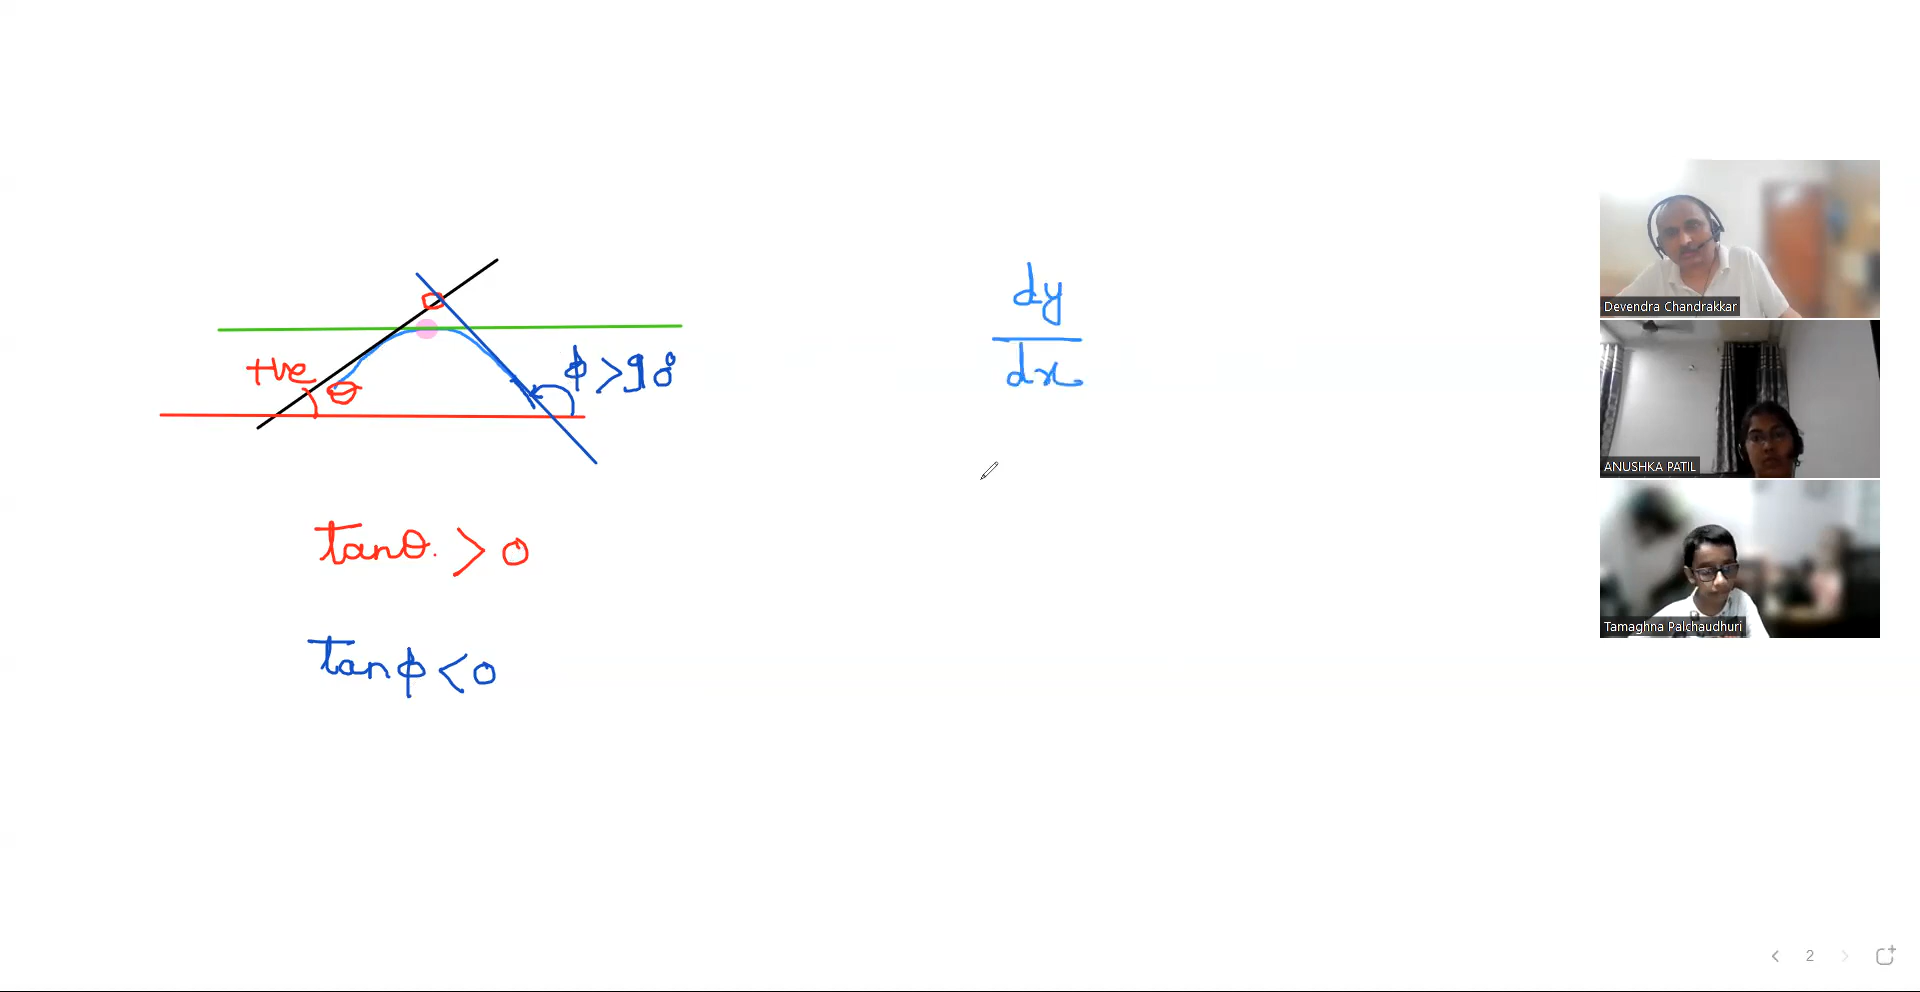 dy
dx
+ve
θ
ϕ > 90°
tanθ. > 0
tanϕ < 0
Devendra Chandrakkar
ANUSHKA PATIL
Tamaghna Palchaudhuri
2